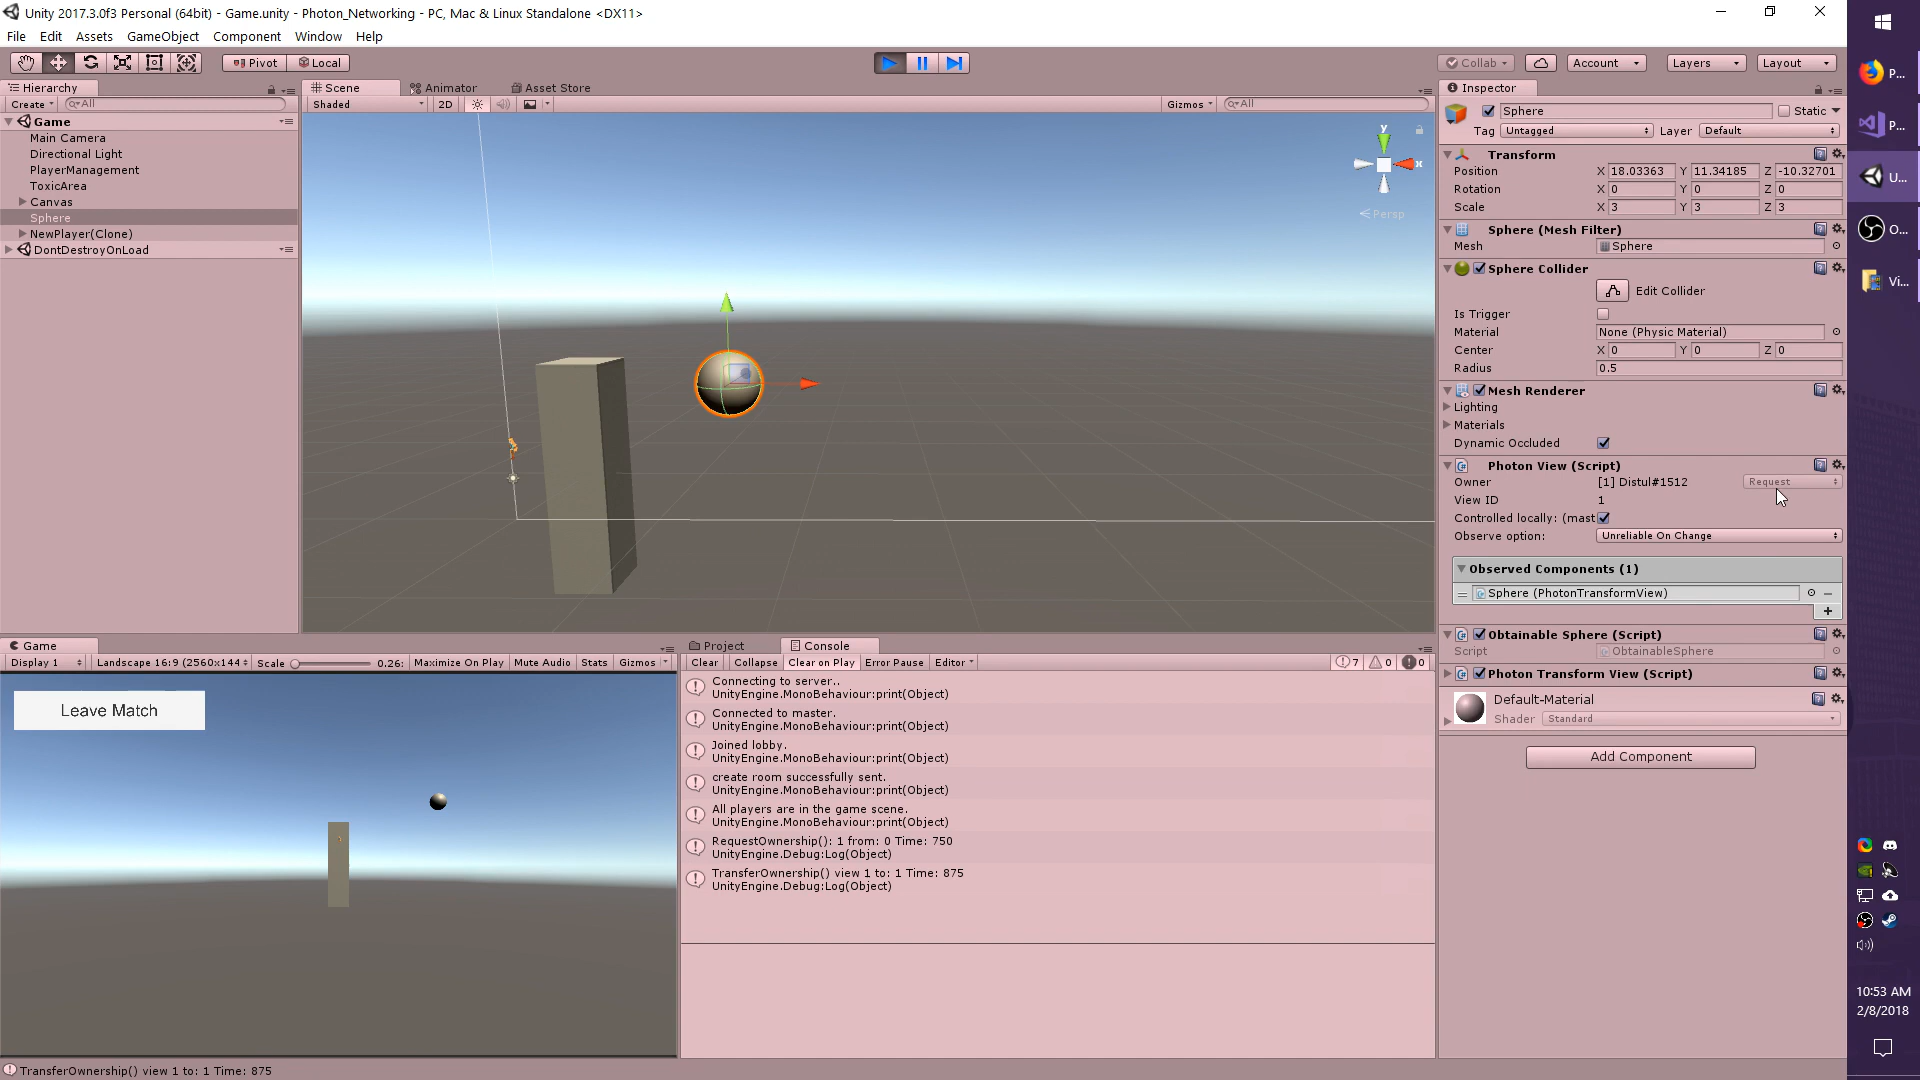 Unity 2017.3.0f3 Personal (64bit) - Game.unity - Photon_Networking - PC, Mac & Linux Standalone <DX11>
File Edit Assets GameObject Component Window Help
Pivot Local
Collab Account Layers Layout
Hierarchy
Create All
Game
Main Camera
Directional Light
PlayerManagement
ToxicArea
Canvas
Sphere
NewPlayer(Clone)
DontDestroyOnLoad
Scene Animator Asset Store
Shaded 2D Gizmos All
y
x
Persp
Inspector
Sphere Static
Tag Untagged Layer Default
Transform
Position X 18.03363 Y 11.34185 Z -10.32701
Rotation X 0 Y 0 Z 0
Scale X 3 Y 3 Z 3
Sphere (Mesh Filter)
Mesh Sphere
Sphere Collider
Edit Collider
Is Trigger
Material None (Physic Material)
Center X 0 Y 0 Z 0
Radius 0.5
Mesh Renderer
Lighting
Materials
Dynamic Occluded
Photon View (Script)
Owner [1] Distul#1512 Request
View ID 1
Controlled locally: (mast
Observe option: Unreliable On Change
Observed Components (1)
Sphere (PhotonTransformView)
Obtainable Sphere (Script)
Script ObtainableSphere
Photon Transform View (Script)
Default-Material
Shader Standard
Add Component
Game
Display 1 Landscape 16:9 (2560x144 Scale 0.26: Maximize On Play Mute Audio Stats Gizmos
Leave Match
Project Console
Clear Collapse Clear on Play Error Pause Editor 7 0 0
Connecting to server..
UnityEngine.MonoBehaviour:print(Object)
Connected to master.
UnityEngine.MonoBehaviour:print(Object)
Joined lobby.
UnityEngine.MonoBehaviour:print(Object)
create room successfully sent.
UnityEngine.MonoBehaviour:print(Object)
All players are in the game scene.
UnityEngine.MonoBehaviour:print(Object)
RequestOwnership(): 1 from: 0 Time: 750
UnityEngine.Debug:Log(Object)
TransferOwnership() view 1 to: 1 Time: 875
UnityEngine.Debug:Log(Object)
TransferOwnership() view 1 to: 1 Time: 875
P...
P...
U...
O...
Vi...
10:53 AM
2/8/2018